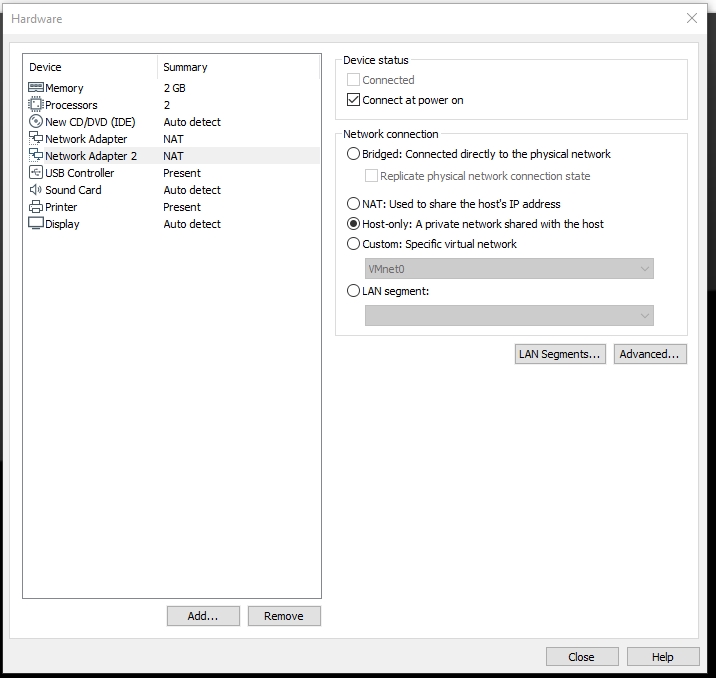 Hardware
Device Summary
Memory 2 GB
Processors 2
New CD/DVD (IDE) Auto detect
Network Adapter NAT
Network Adapter 2 NAT
USB Controller Present
Sound Card Auto detect
Printer Present
Display Auto detect
Add...
Remove
Device status
Connected
Connect at power on
Network connection
Bridged: Connected directly to the physical network
Replicate physical network connection state
NAT: Used to share the host's IP address
Host-only: A private network shared with the host
Custom: Specific virtual network
VMnet0
LAN segment:
LAN Segments...
Advanced...
Close
Help